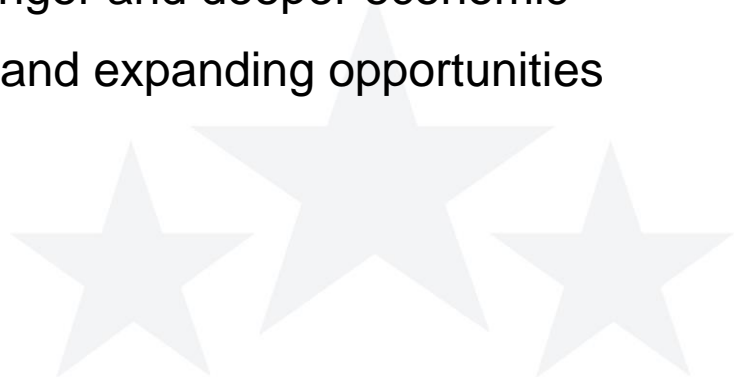 and deeper economic
and expanding opportunities